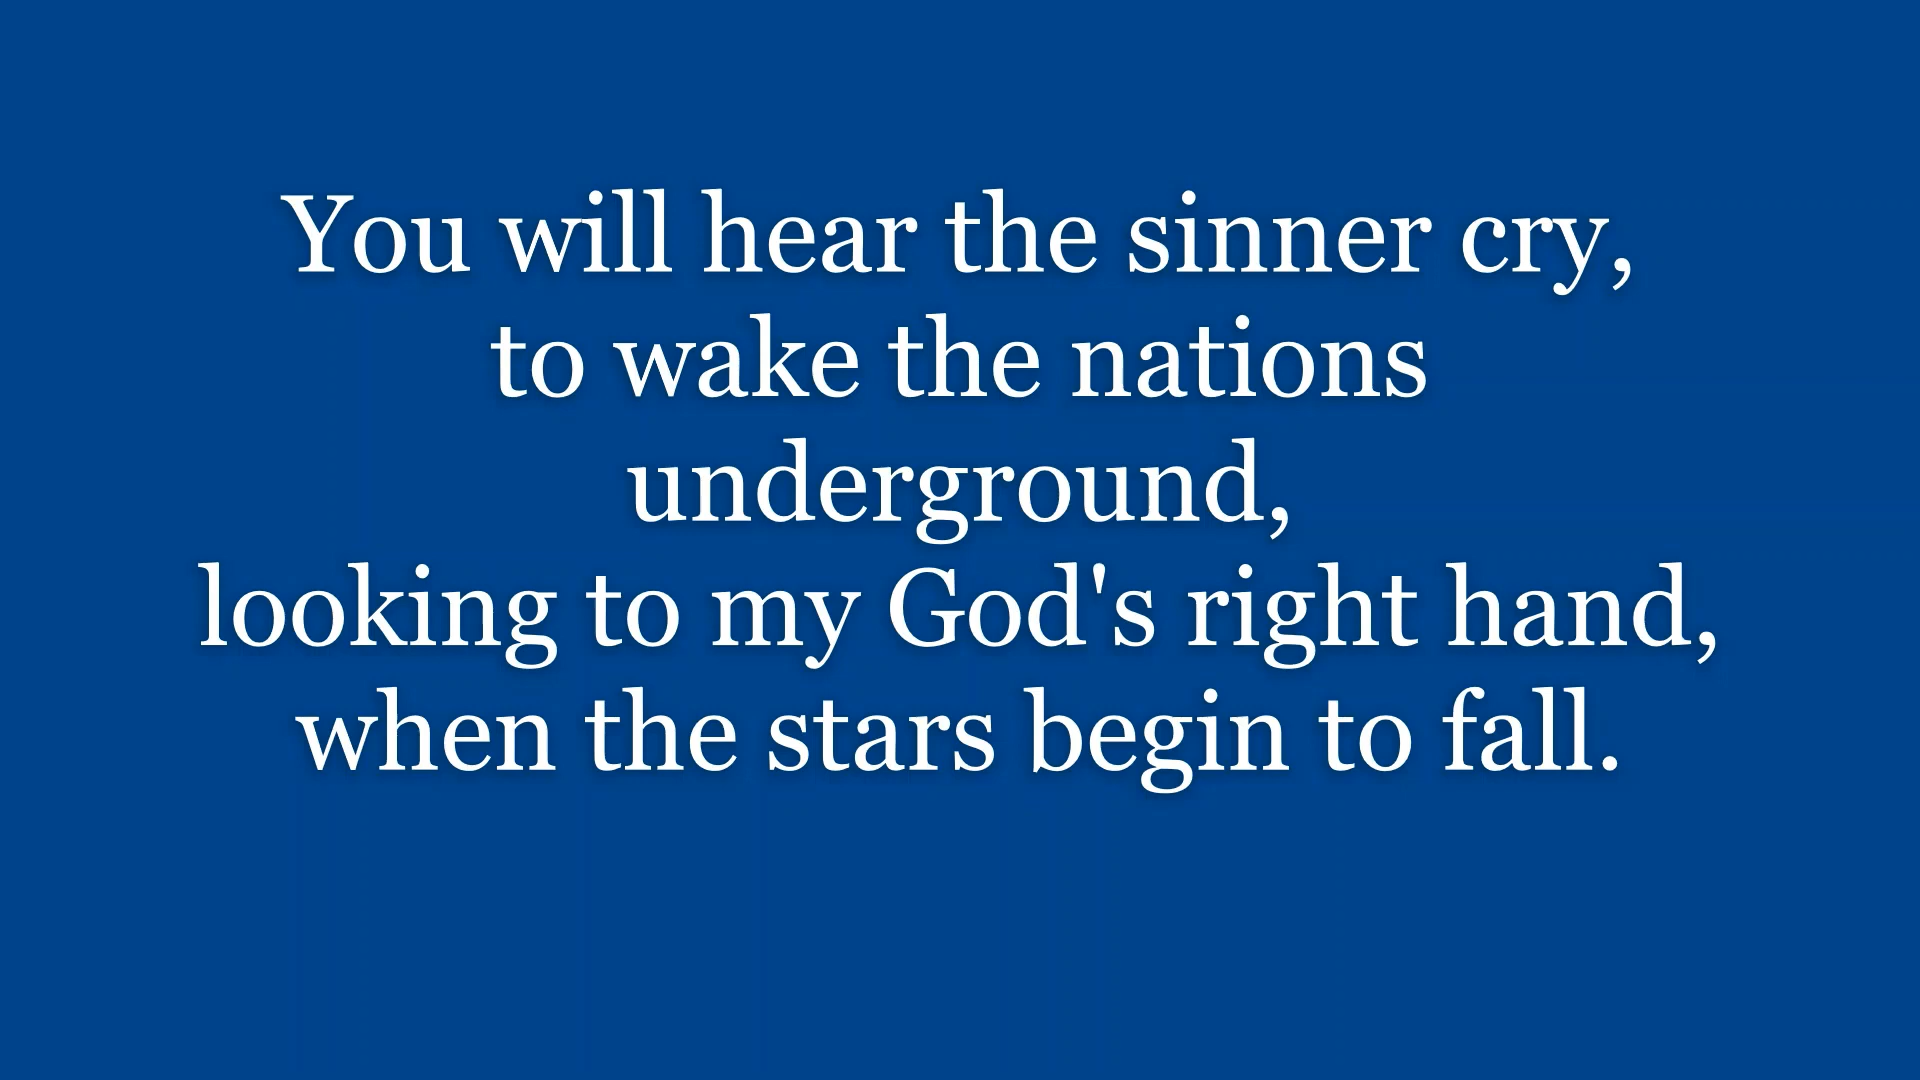 You will hear the sinner cry,
to wake the nations
underground,
looking to my God's right hand,
when the stars begin to fall.